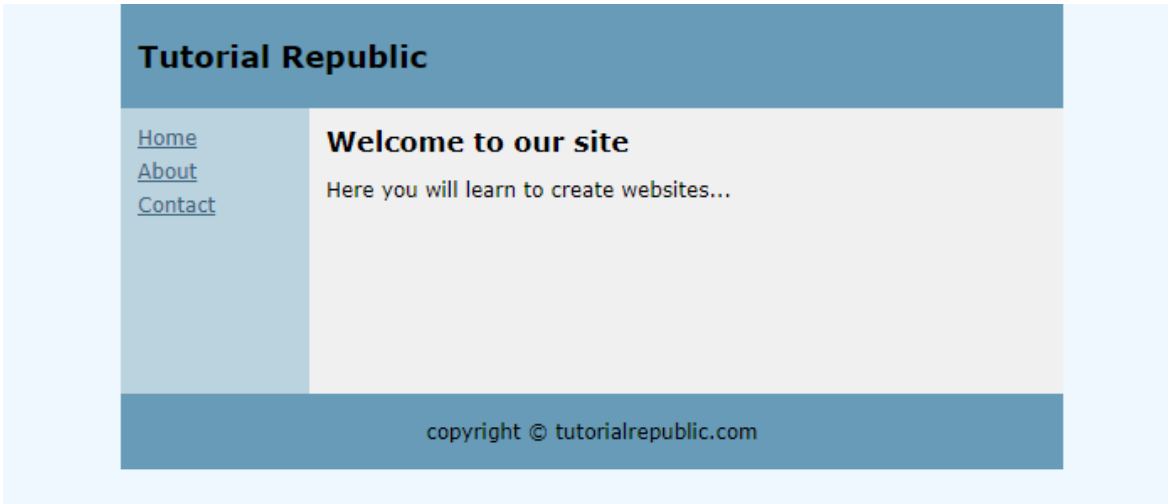 Tutorial Republic
Home
About
Contact
Welcome to our site
Here you will learn to create websites...
copyright © tutorialrepublic.com